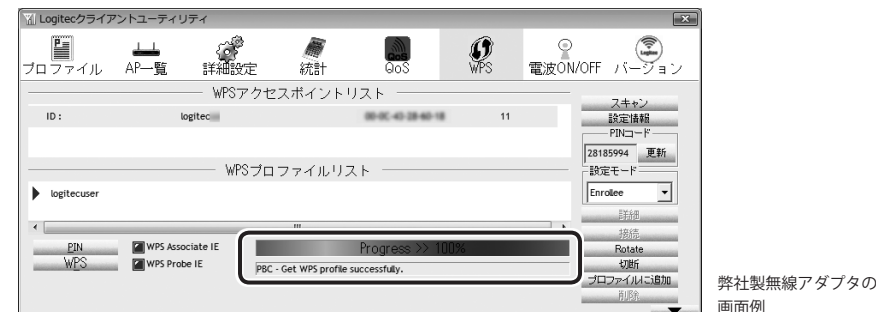 Logitecクライアントユーティリティ
プロファイル AP一覧 詳細設定 統計 QoS WPS 電波ON/OFF バージョン
WPSアクセスポイントリスト
ID : logitec 00-0C-43-28-60-18 11
スキャン
設定情報
PINコード
28185994 更新
WPSプロファイルリスト
設定モード
logitecuser
Enrollee
詳細
接続
PIN WPS Associate IE Progress >> 100% Rotate
WPS WPS Probe IE PBC - Get WPS profile successfully. 切断
プロファイルに追加
削除
弊社製無線アダプタの
画面例